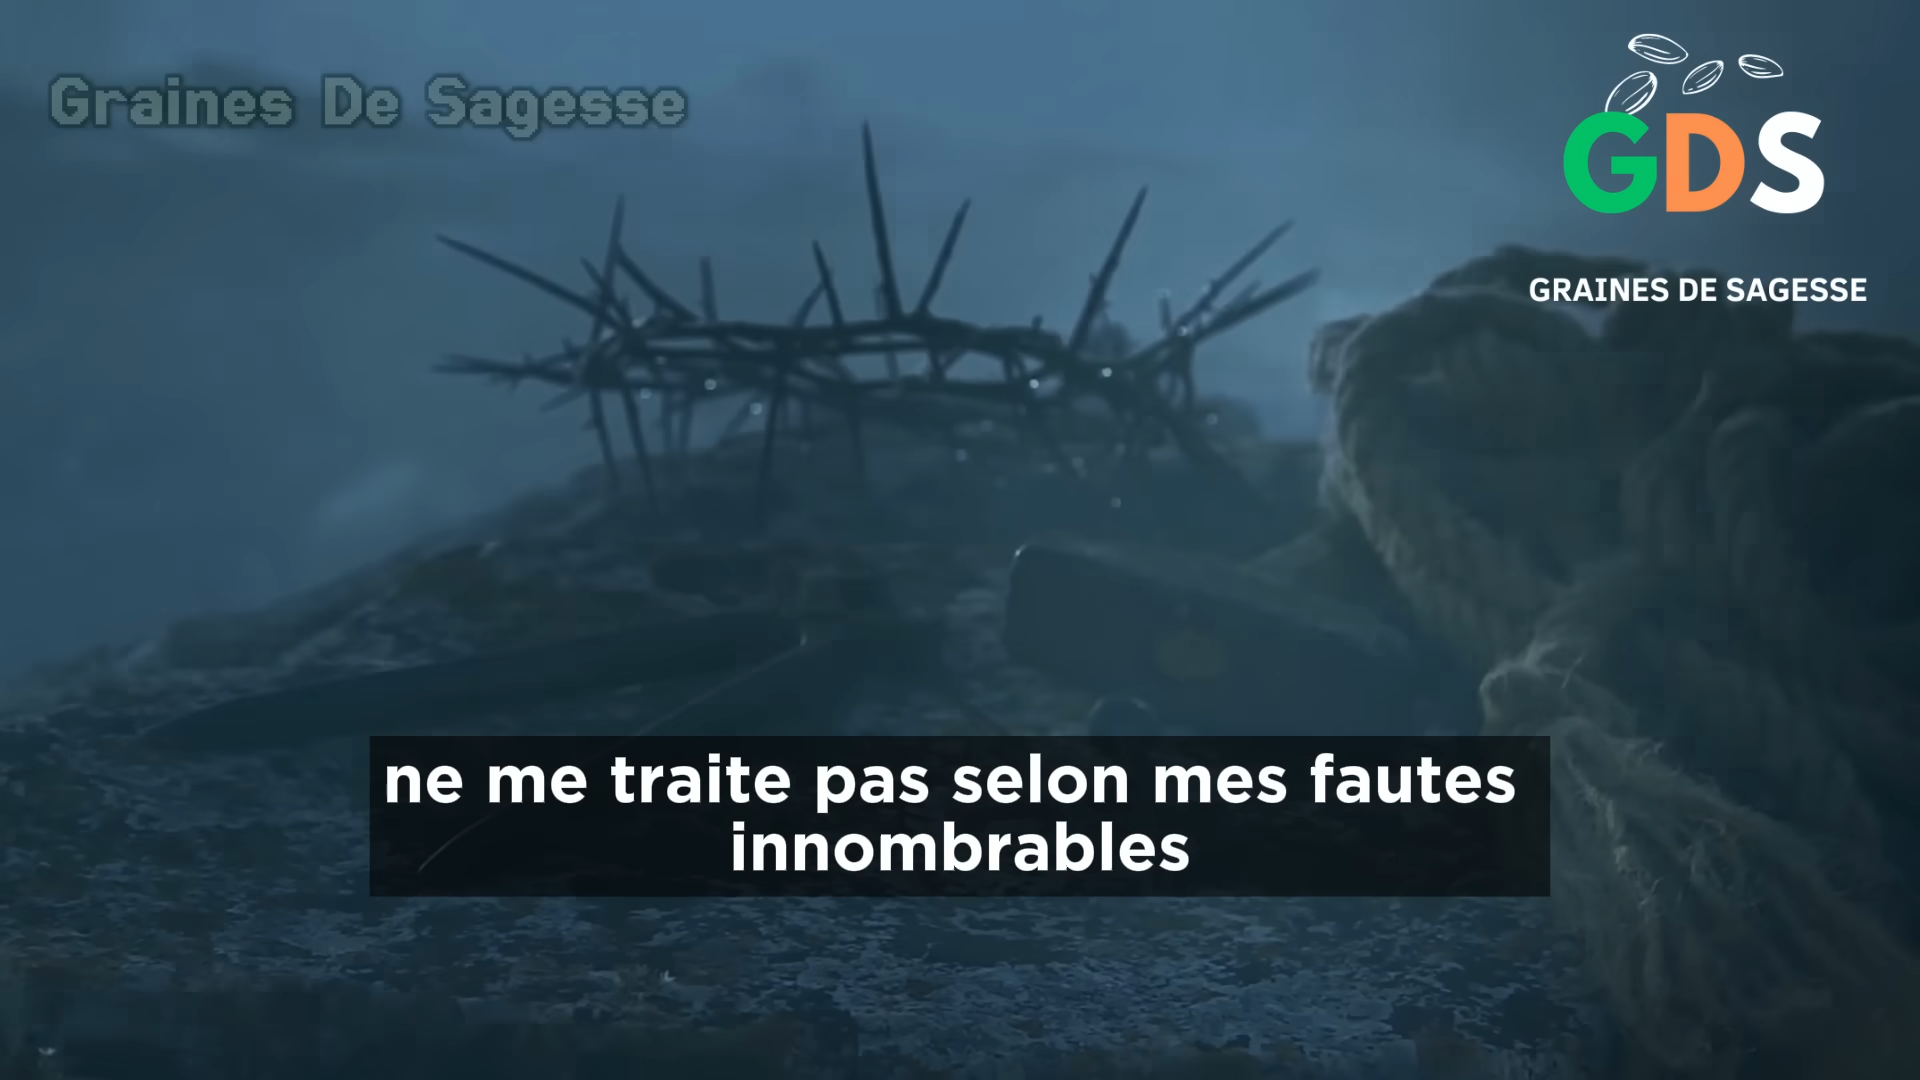 Graines De Sagesse
GDS
GRAINES DE SAGESSE
ne me traite pas selon mes fautes
innombrables